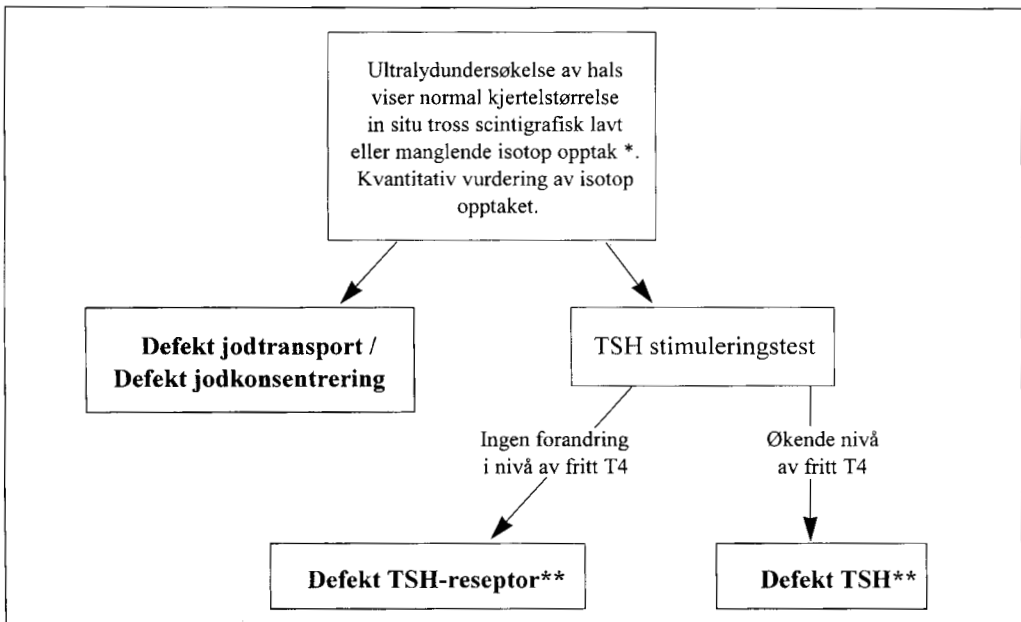 Ultralydundersøkelse av hals
viser normal kjertelstørrelse
in situ tross scintigrafisk lavt
eller manglende isotop opptak *.
Kvantitativ vurdering av isotop
opptaket.
Defekt jodtransport /
Defekt jodkonsentrering
TSH stimuleringstest
Ingen forandring
i nivå av fritt T4
Økende nivå
av fritt T4
Defekt TSH-reseptor**
Defekt TSH**